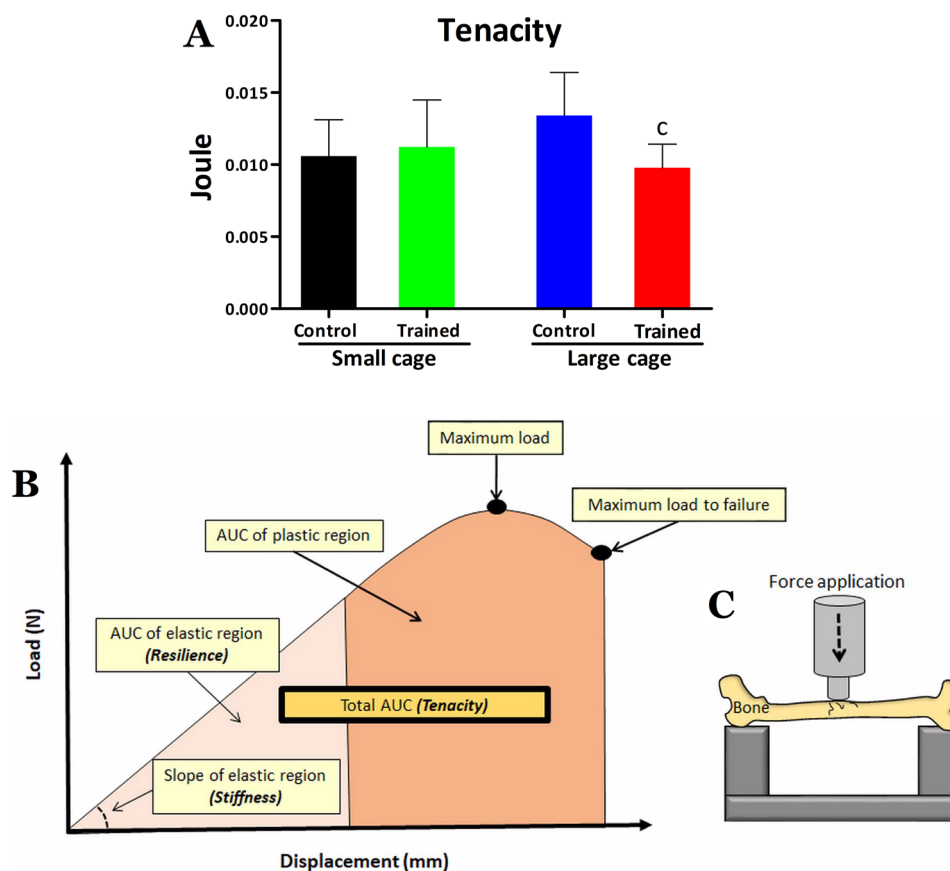 A
Tenacity
Joule
0.020
0.015
0.010
0.005
0.000
C
Control
Trained
Control
Trained
Small cage
Large cage
B
Maximum load
Maximum load to failure
AUC of plastic region
AUC of elastic region
(Resilience)
Total AUC (Tenacity)
Slope of elastic region
(Stiffness)
Load (N)
Displacement (mm)
C
Force application
Bone